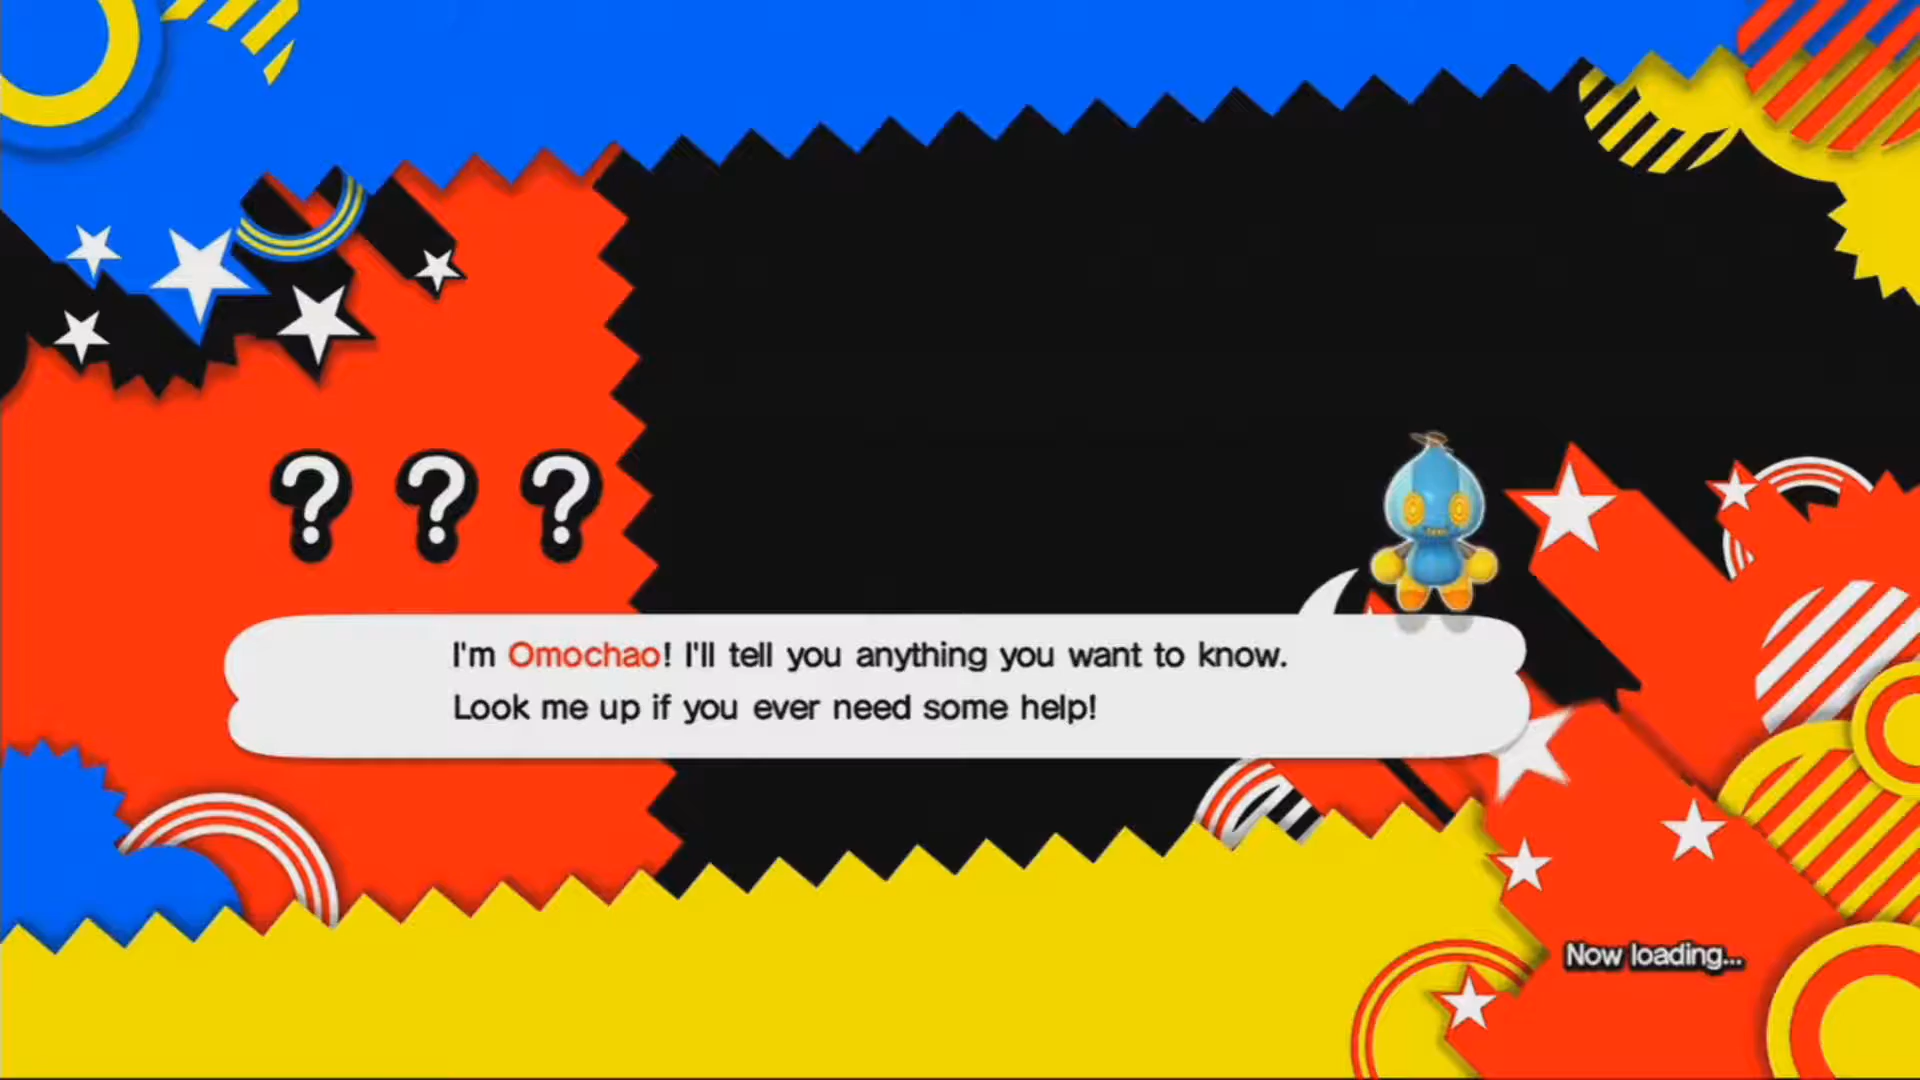 ? ? ?
I'm Omochao! I'll tell you anything you want to know.
Look me up if you ever need some help!
Now loading...